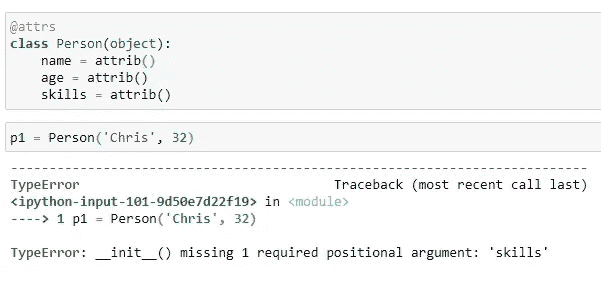 @attrs
class Person(object):
    name = attrib()
    age = attrib()
    skills = attrib()
p1 = Person('Chris', 32)
---------------------------------------------------------------------------
TypeError                                 Traceback (most recent call last)
<ipython-input-101-9d50e7d22f19> in <module>
----> 1 p1 = Person('Chris', 32)
TypeError: __init__() missing 1 required positional argument: 'skills'